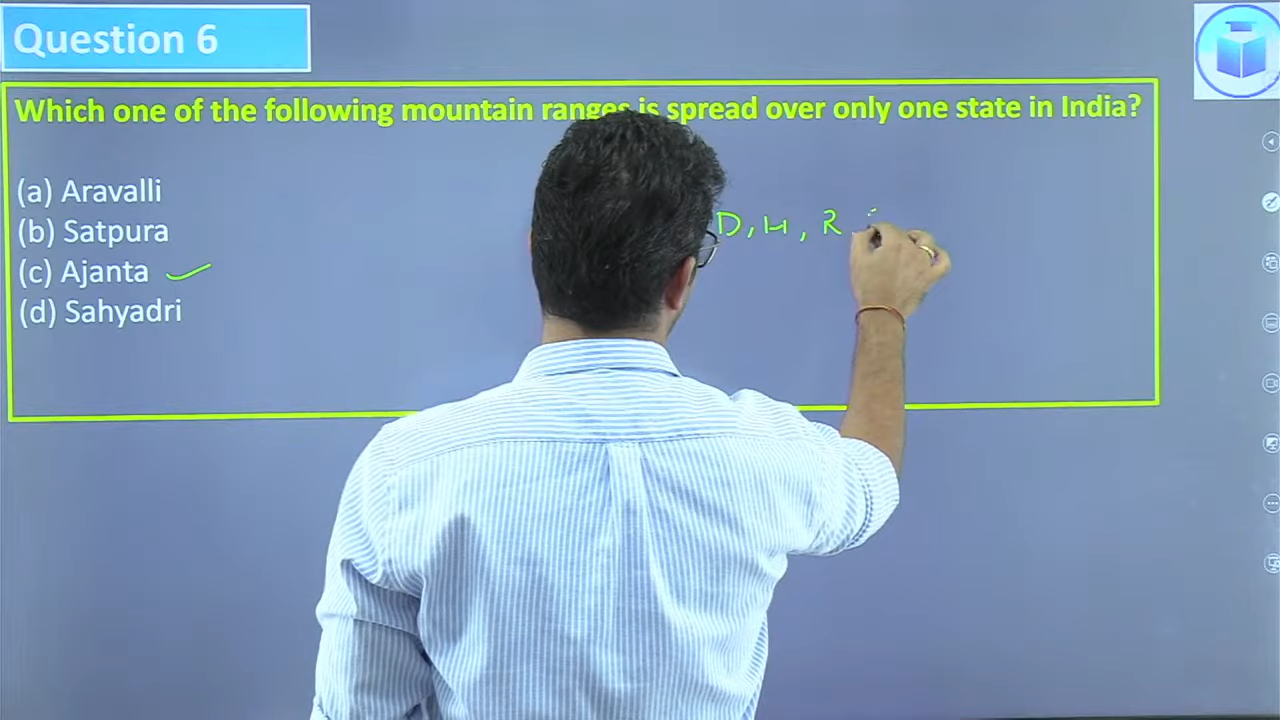 Question 6
Which one of the following mountain ranges is spread over only one state in India?
(a) Aravalli
(b) Satpura
D, H, R
(c) Ajanta
(d) Sahyadri